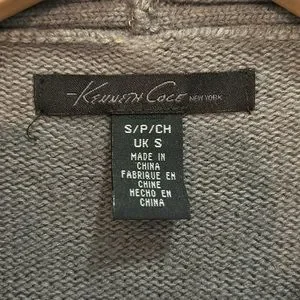 Kenneth Cole NEW YORK
S/P/CH
UK S
MADE IN
CHINA
FABRIQUE EN
CHINE
HECHO EN
CHINA